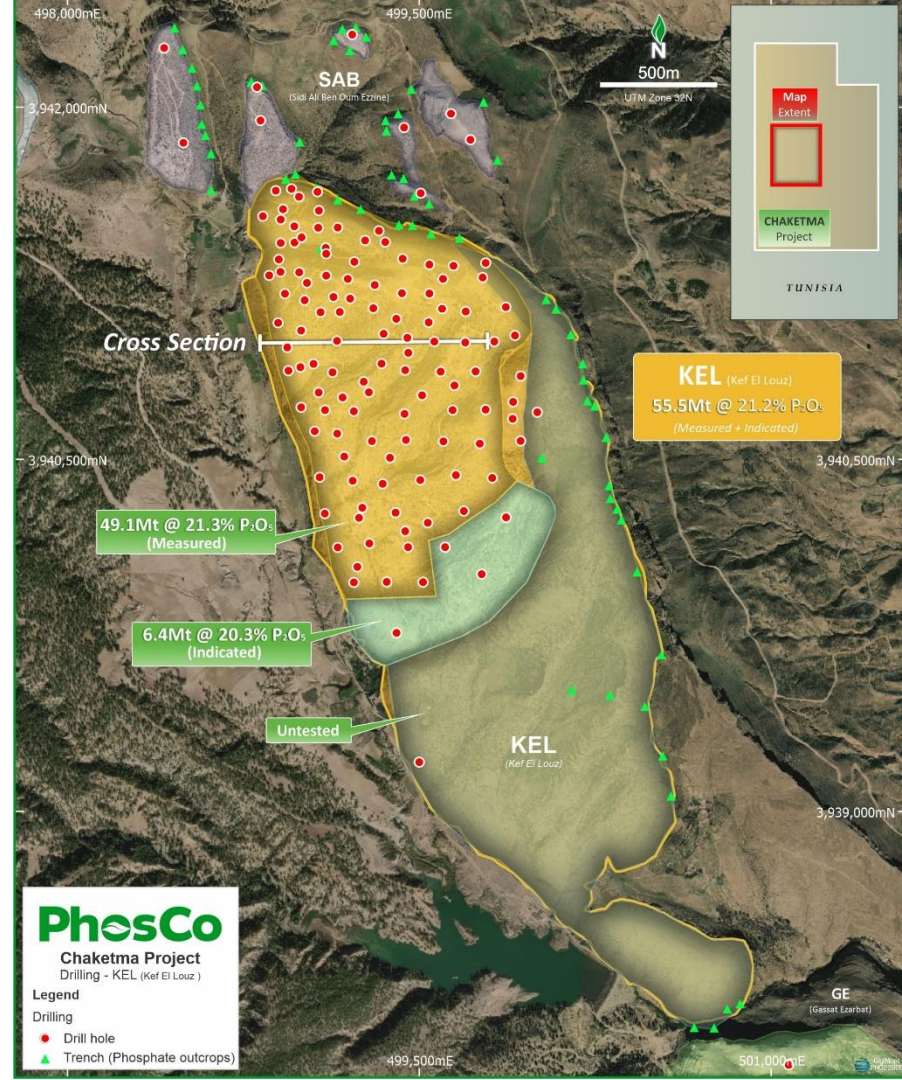 498,000mE
499,500mE
N
500m
UTM Zone 32N
SAB
(Sidi Ali Ben Oum Ezzine)
3,942,000mN
Map
Extent
CHAKETMA
Project
TUNISIA
Cross Section
KEL (Kef El Louz)
55.5Mt @ 21.2% P₂O₅
(Measured + Indicated)
3,940,500mN
3,940,500mN
49.1Mt @ 21.3% P₂O₅
(Measured)
6.4Mt @ 20.3% P₂O₅
(Indicated)
Untested
KEL
(Kef El Louz)
3,939,000mN
PhosCo
Chaketma Project
Drilling - KEL (Kef El Louz )
Legend
Drilling
Drill hole
Trench (Phosphate outcrops)
GE
(Gassat Ezarbat)
499,500mE
501,000mE